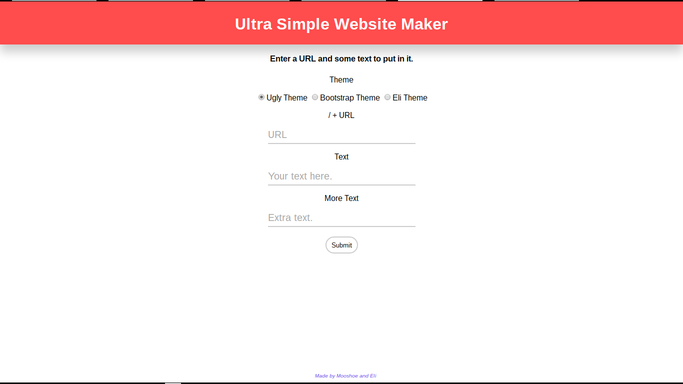 Ultra Simple Website Maker
Enter a URL and some text to put in it.
Theme
Ugly Theme Bootstrap Theme Eli Theme
/ + URL
URL
Text
Your text here.
More Text
Extra text.
Submit
Made by Mooshoe and Eli